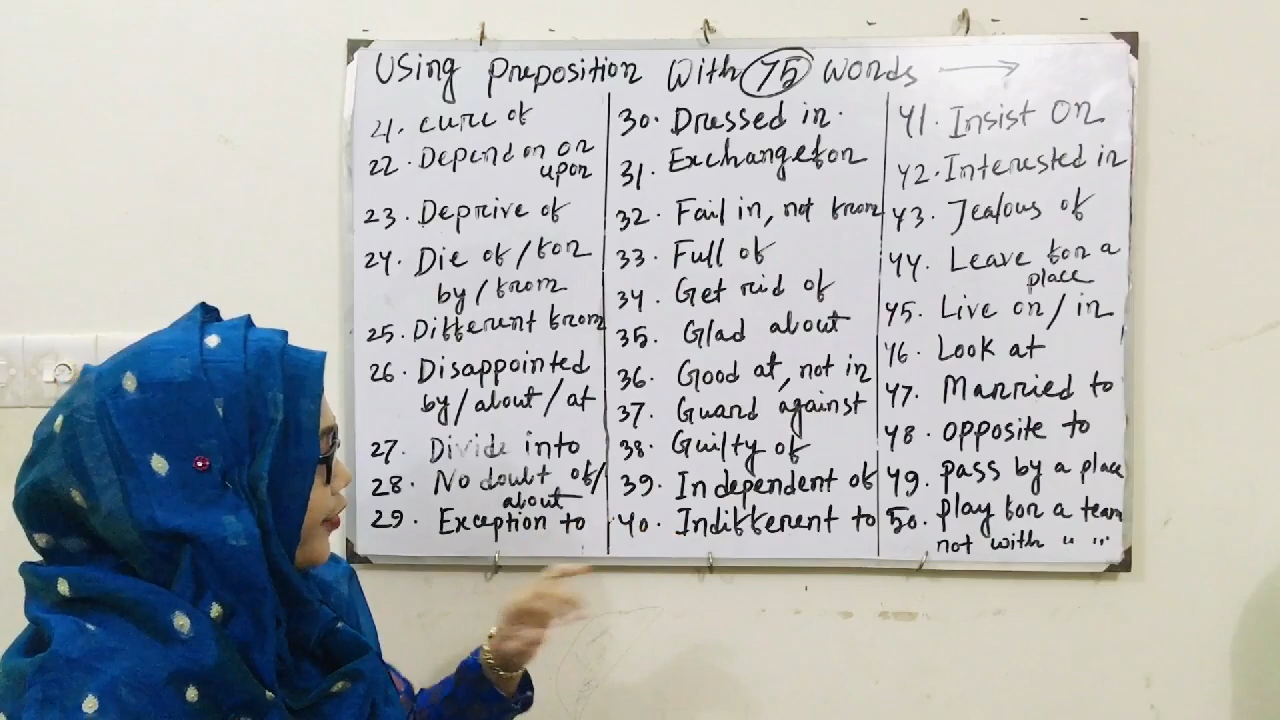 Using preposition with 75 words →
21. cure of
22. Depend on or
upon
23. Deprive of
24. Die of / for
by / from
25. Different from
26. Disappointed
by / about / at
27. Divide into
28. No doubt of/
about
29. Exception to
30. Dressed in.
31. Exchange for
32. Fail in, not from
33. Full of
34. Get rid of
35. Glad about
36. Good at, not in
37. Guard against
38. Guilty of
39. Independent of
40. Indifferent to
41. Insist On
42. Interested in
43. Jealous of
44. Leave for a
place
45. Live on / in
46. Look at
47. Married to
48. opposite to
49. pass by a place
50. play for a team
not with " "